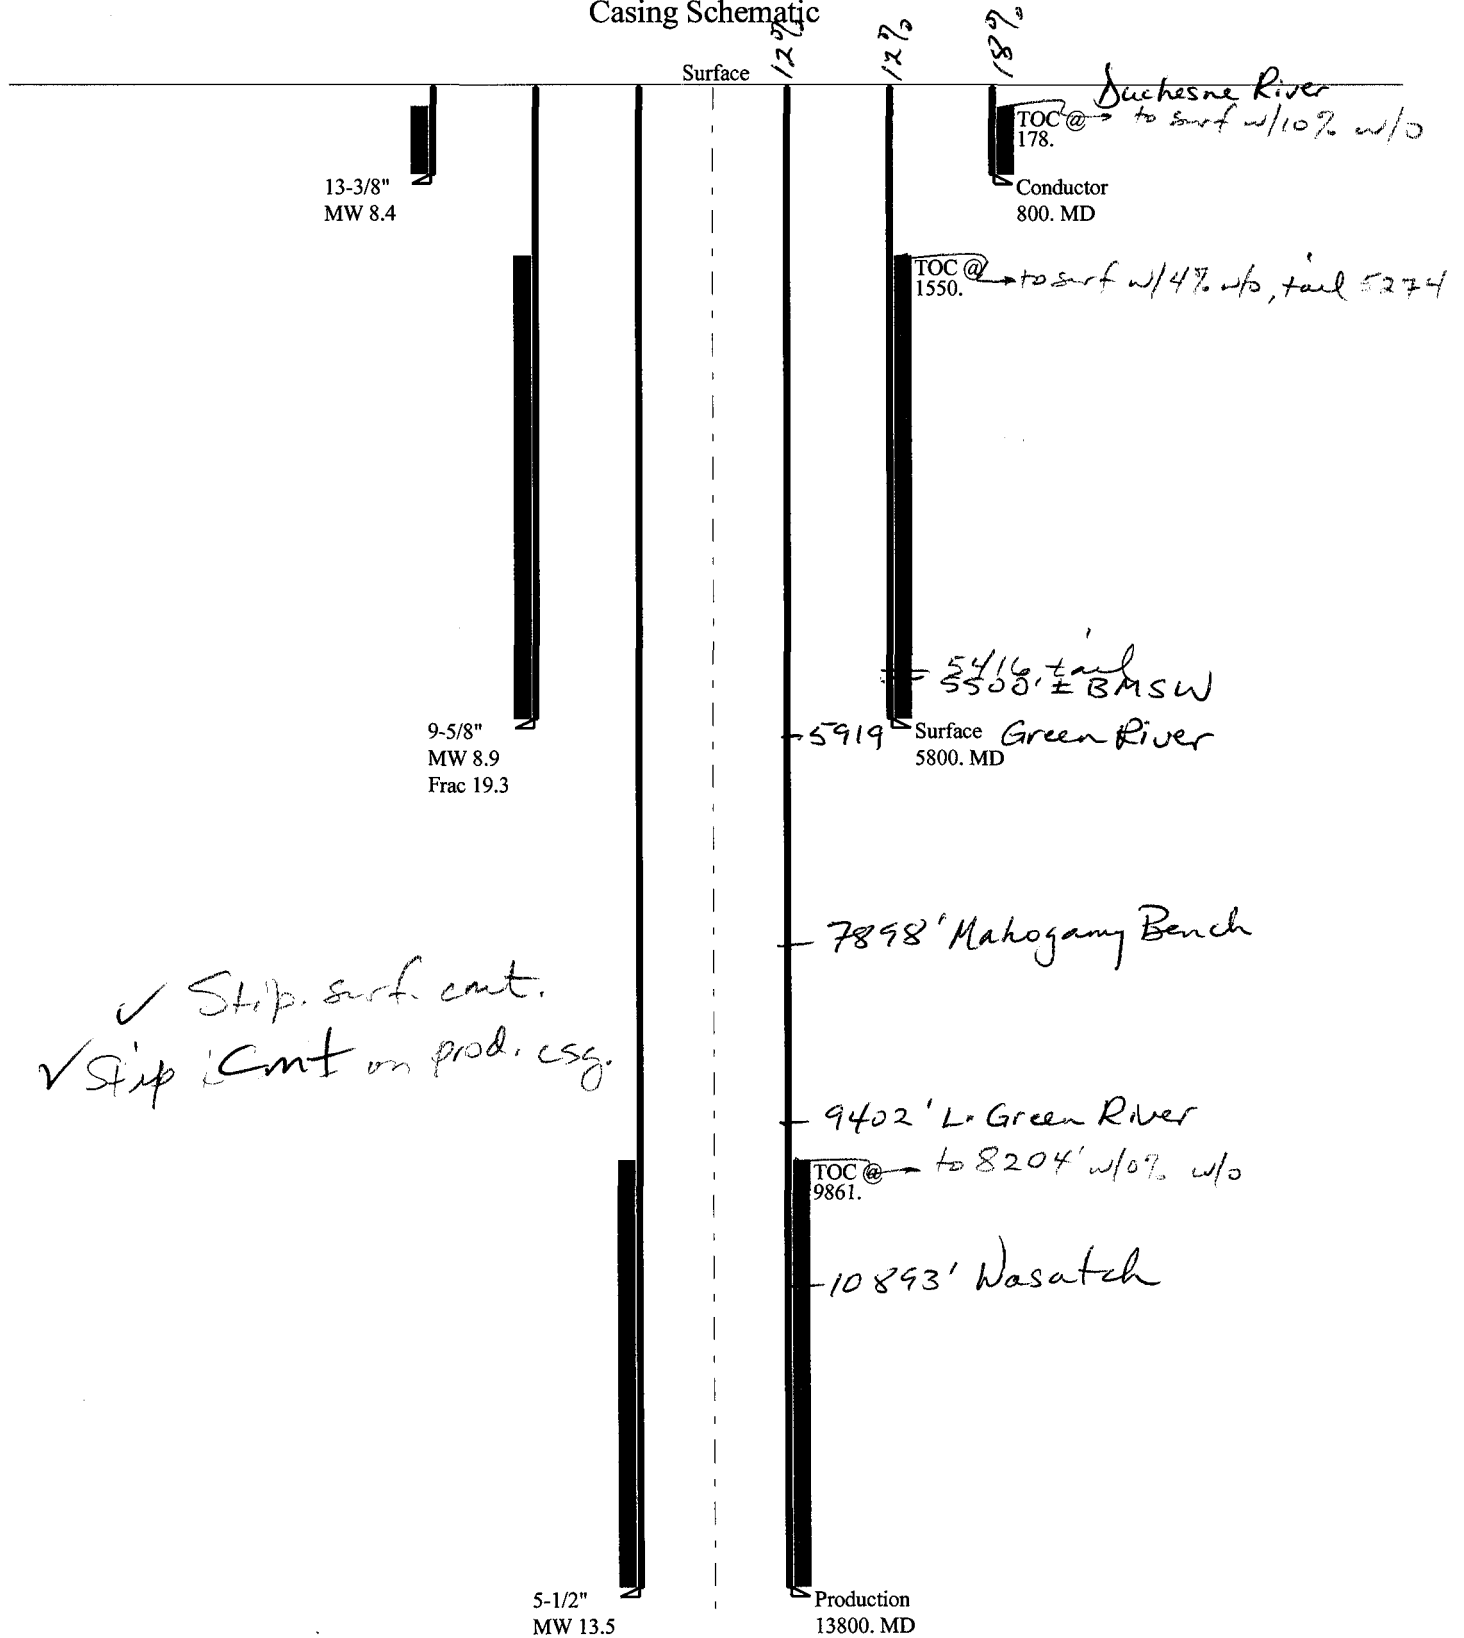 Casing Schematic
12%
12%
18%
Surface
Duchesne River
TOC @ → to surf w/10% w/o
178.
13-3/8"
MW 8.4
Conductor
800. MD
TOC @ → to surf w/4% w/o, tail 5274
1550.
5416, tail
5500' ± BMSW
9-5/8"
MW 8.9
Frac 19.3
5919
Surface
5800. MD
Green River
7898' Mahogamy Bench
✓ Stip. surf. cmt.
✓ Stip Cmt on prod. csg.
9402' L. Green River
TOC @ → to 8204' w/0% w/o
9861.
10893' Wasatch
5-1/2"
MW 13.5
Production
13800. MD